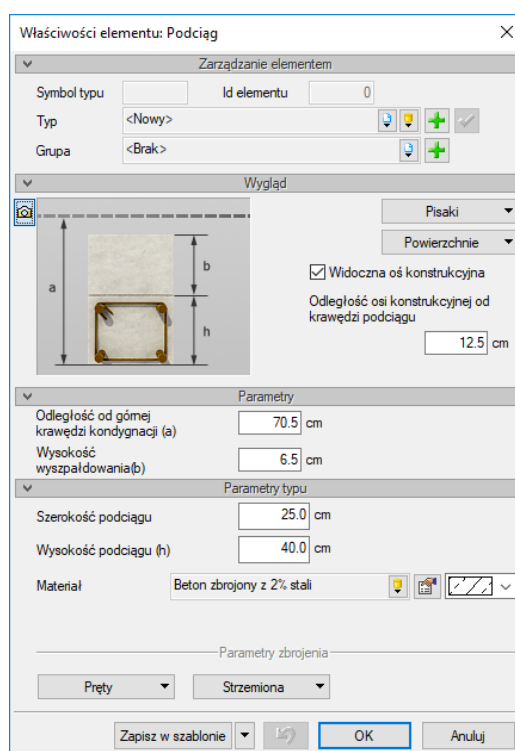 Właściwości elementu: Podciąg
Zarządzanie elementem
Symbol typu
Id elementu 0
Typ <Nowy>
Grupa <Brak>
Wygląd
Pisaki
Powierzchnie
Widoczna oś konstrukcyjna
Odległość osi konstrukcyjnej od
krawędzi podciągu
12.5 cm
a
b
h
Parametry
Odległość od górnej
krawędzi kondygnacji (a) 70.5 cm
Wysokość
wyszpałdowania(b) 6.5 cm
Parametry typu
Szerokość podciągu 25.0 cm
Wysokość podciągu (h) 40.0 cm
Materiał Beton zbrojony z 2% stali
Parametry zbrojenia
Pręty Strzemiona
Zapisz w szablonie OK Anuluj